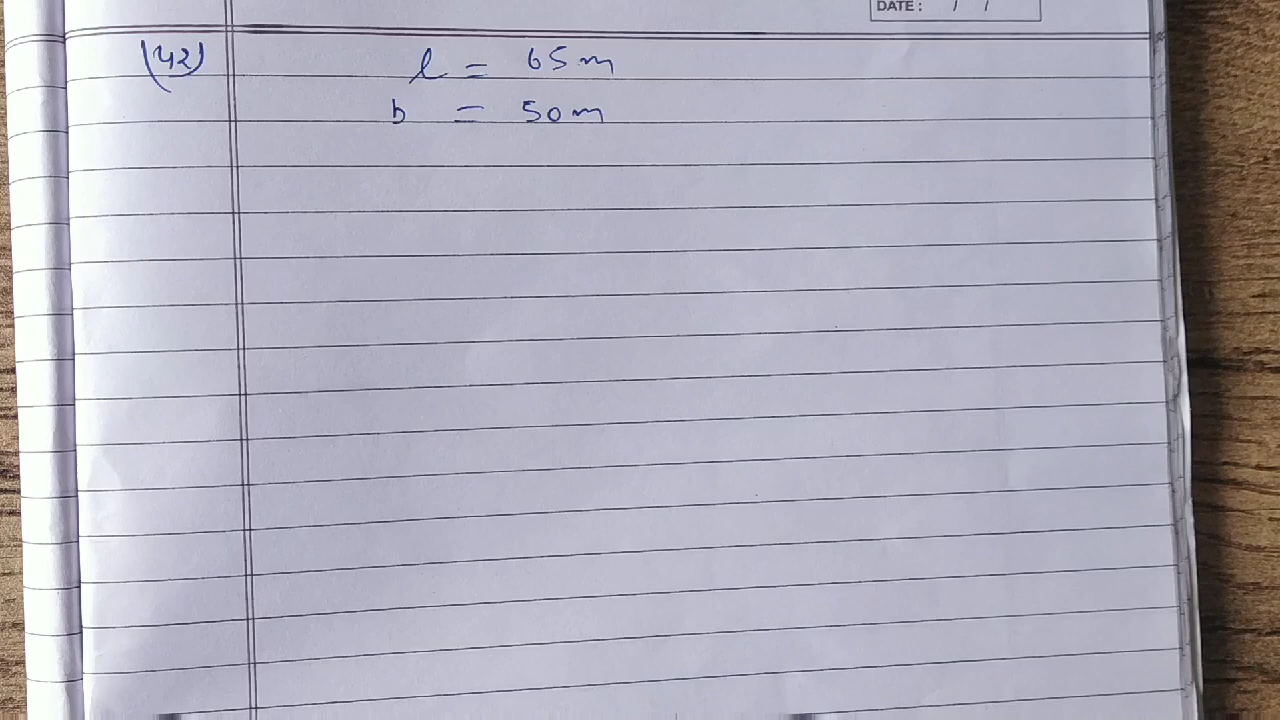 DATE : / /
(42) l = 65 m
b = 50 m